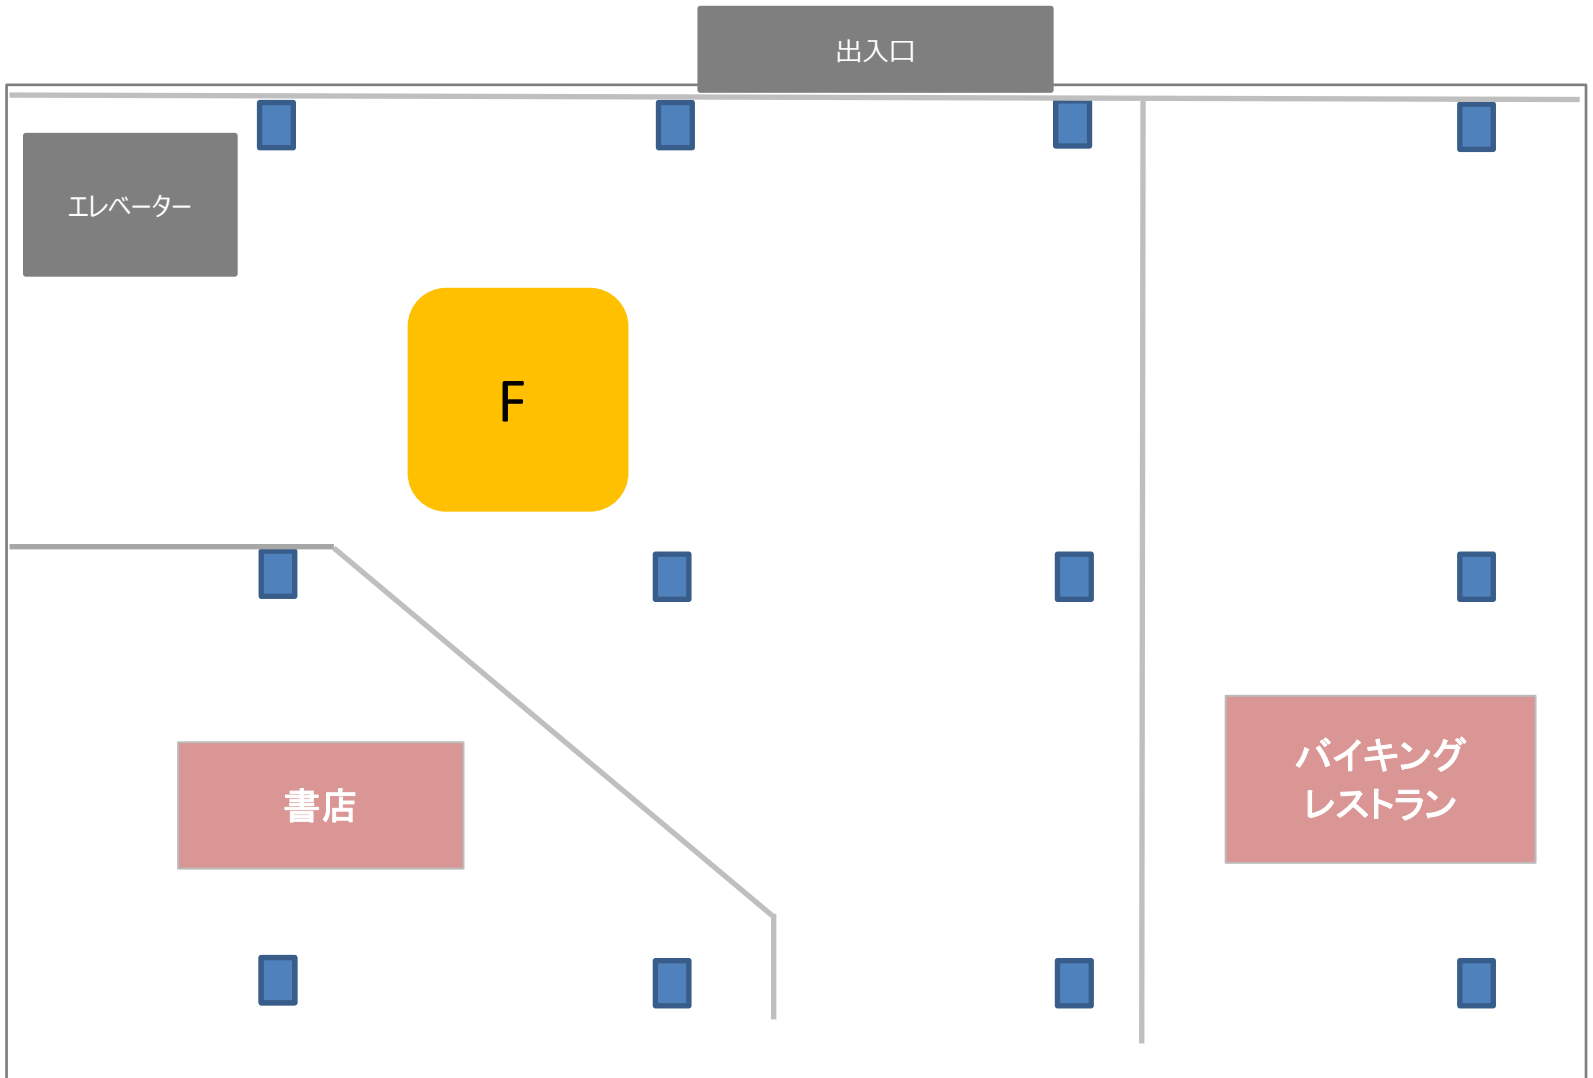 出入口
エレベーター
F
書店
バイキング
レストラン